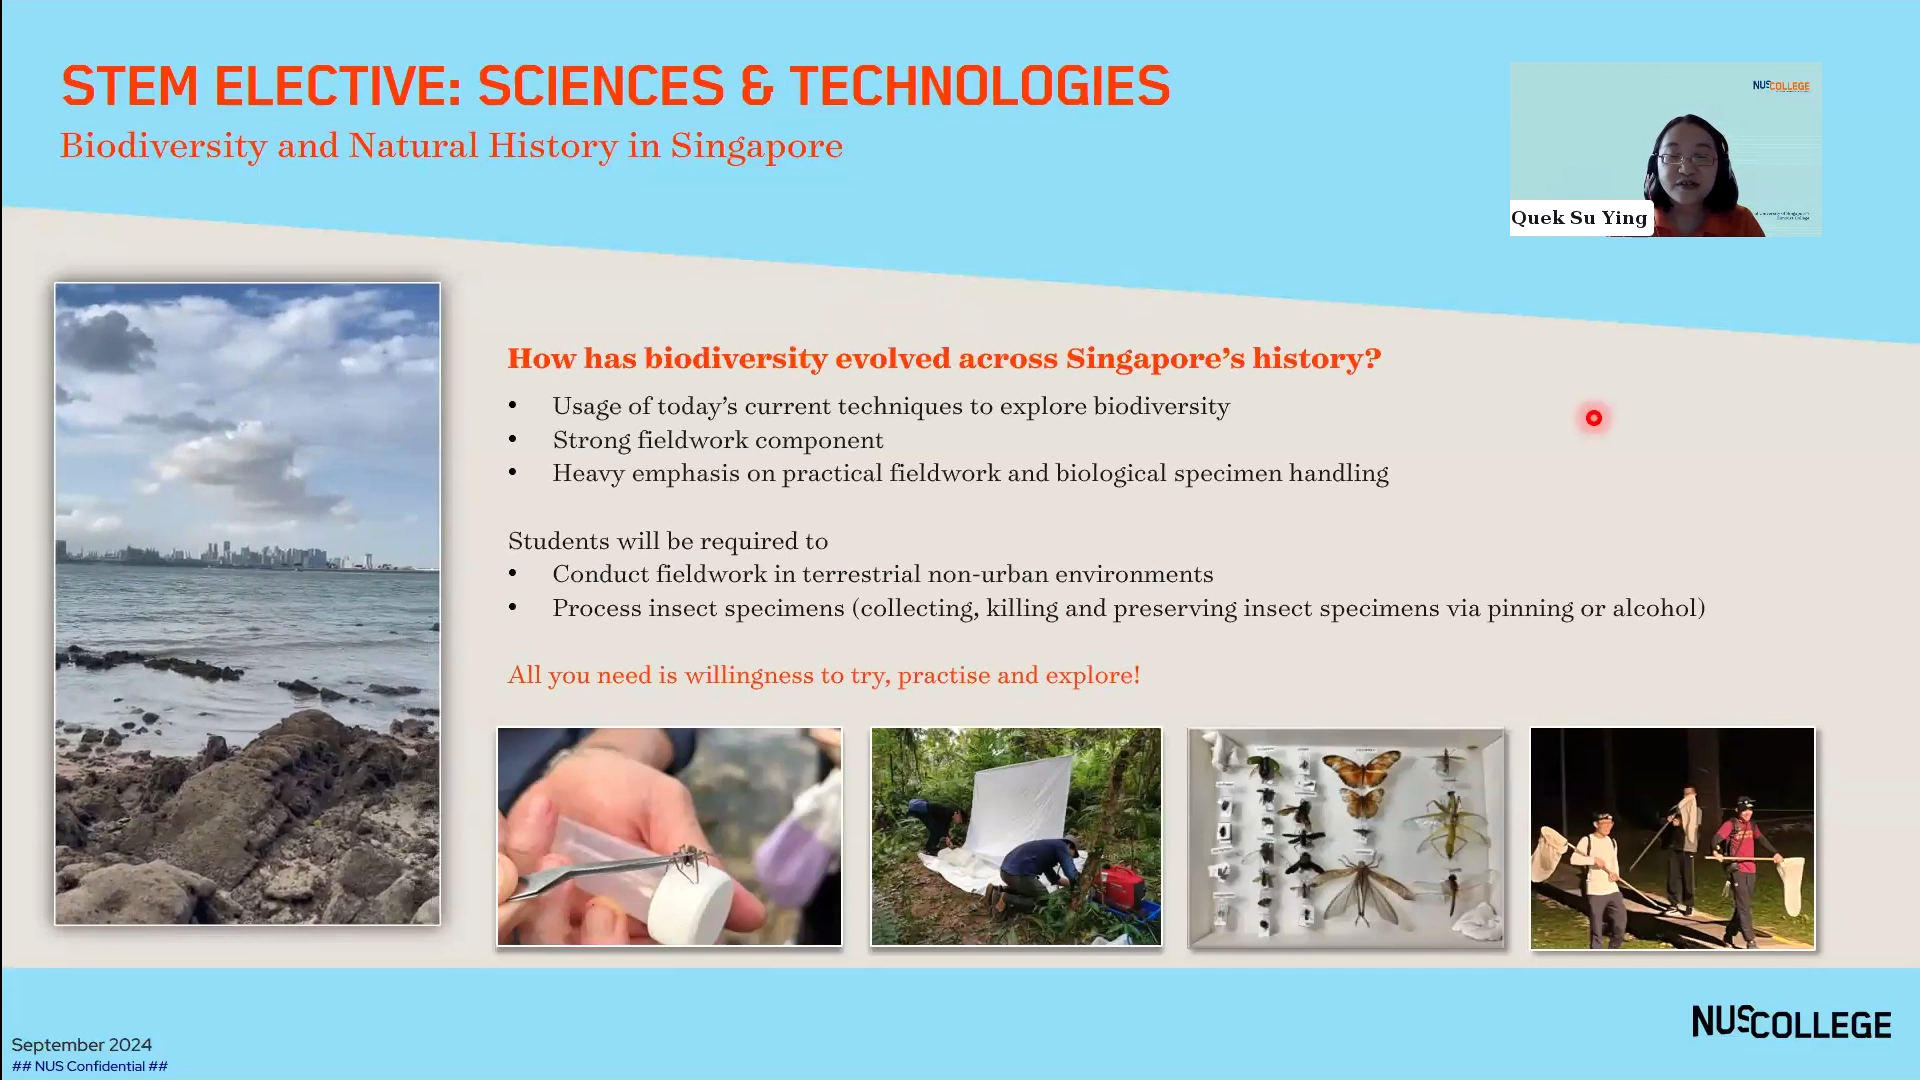 STEM ELECTIVE: SCIENCES & TECHNOLOGIES
Biodiversity and Natural History in Singapore
NUSCOLLEGE
Quek Su Ying
How has biodiversity evolved across Singapore’s history?
• Usage of today’s current techniques to explore biodiversity
• Strong fieldwork component
• Heavy emphasis on practical fieldwork and biological specimen handling
Students will be required to
• Conduct fieldwork in terrestrial non-urban environments
• Process insect specimens (collecting, killing and preserving insect specimens via pinning or alcohol)
All you need is willingness to try, practise and explore!
NUSCOLLEGE
September 2024
## NUS Confidential ##